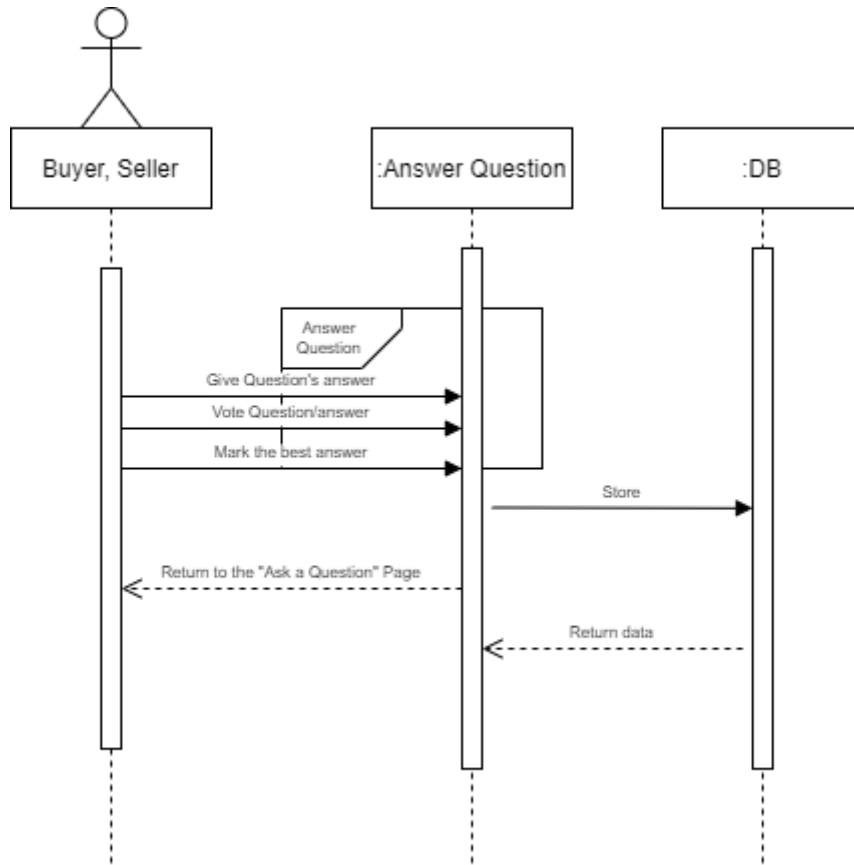 Buyer, Seller
:Answer Question
:DB
Answer
Question
Give Question's answer
Vote Question/answer
Mark the best answer
Store
Return to the "Ask a Question" Page
Return data